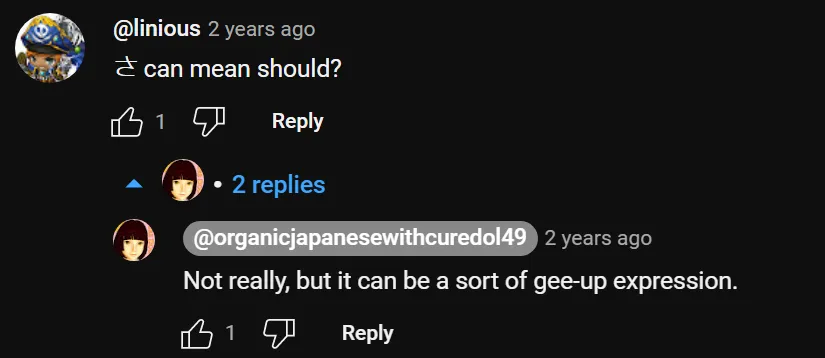 @linious 2 years ago
さ can mean should?
1 Reply
2 replies
@organicjapanesewithcuredol49 2 years ago
Not really, but it can be a sort of gee-up expression.
1 Reply